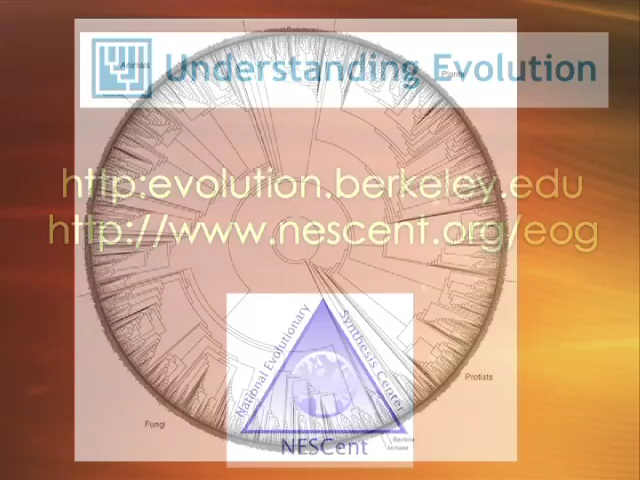 Animals
Plants
Understanding Evolution
http:evolution.berkeley.edu
http://www.nescent.org/eog
National Evolutionary
Synthesis Center
Protists
Fungi
Bacteria
Archaea
NESCent